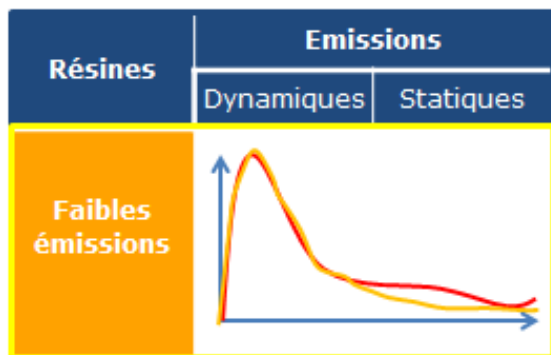 Résines
Emissions
Dynamiques
Statiques
Faibles
émissions